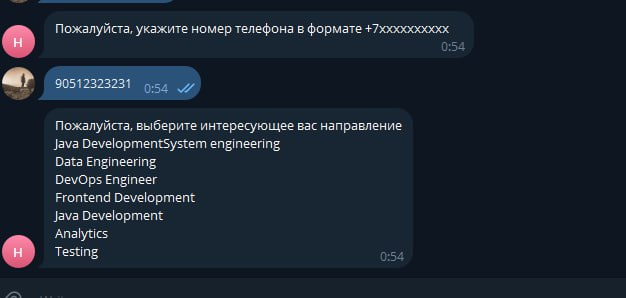 Пожалуйста, укажите номер телефона в формате +7xxxxxxxxxx
0:54
H
90512323231
0:54
Пожалуйста, выберите интересующее вас направление
Java DevelopmentSystem engineering
Data Engineering
DevOps Engineer
Frontend Development
Java Development
Analytics
Testing
0:54
H